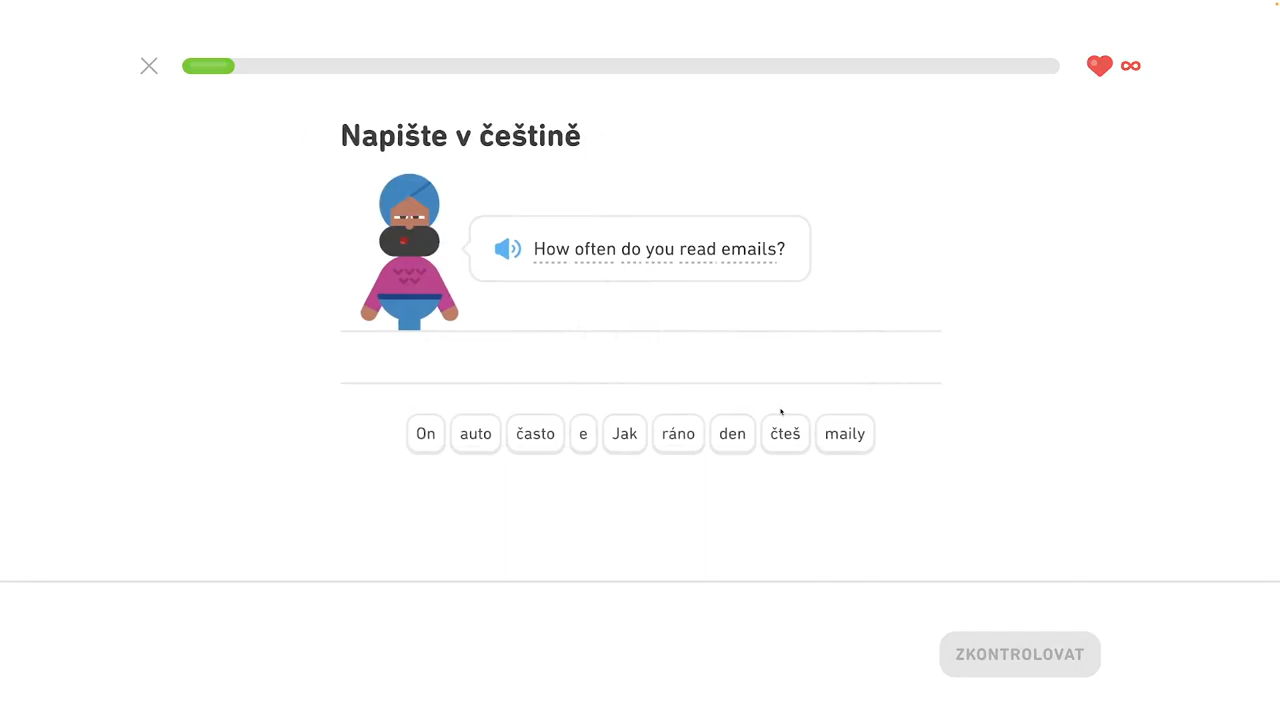 ∞
Napište v češtině
How often do you read emails?
On auto často e Jak ráno den čteš maily
ZKONTROLOVAT